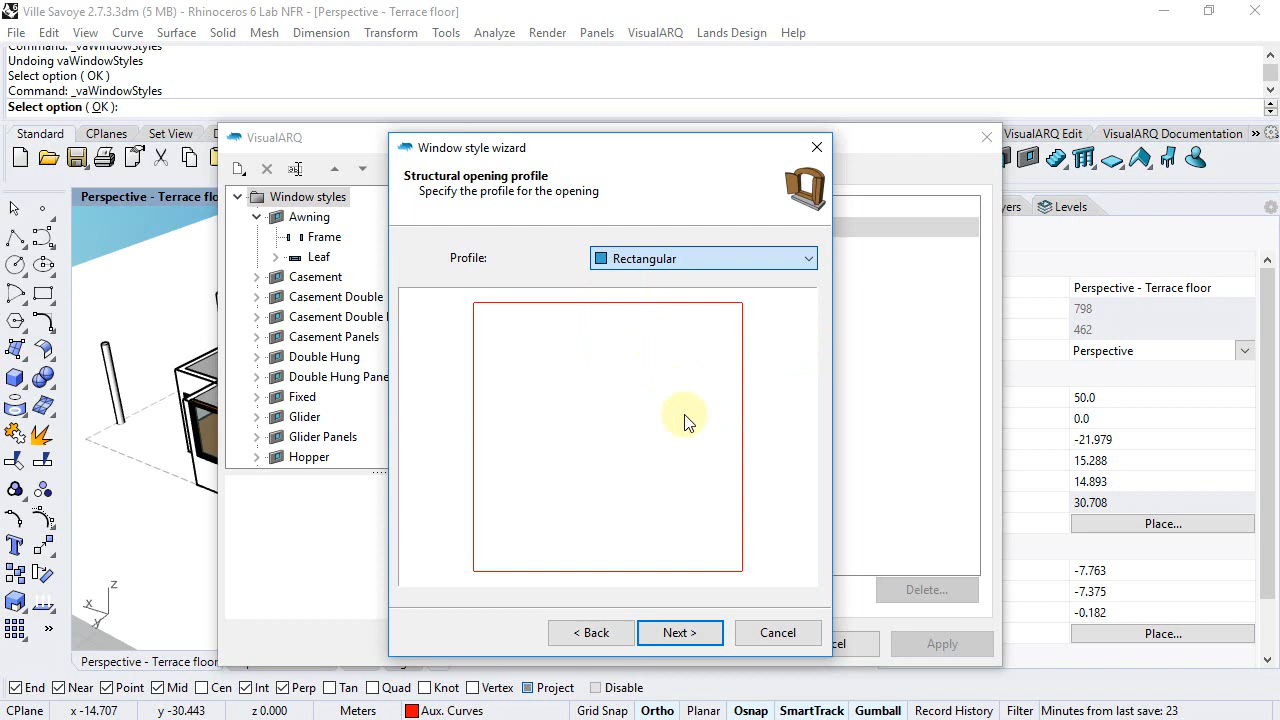 Ville Savoye 2.7.3.3dm (5 MB) - Rhinoceros 6 Lab NFR - [Perspective - Terrace floor]
File Edit View Curve Surface Solid Mesh Dimension Transform Tools Analyze Render Panels VisualARQ Lands Design Help
Command: _vaWindowStyles
Undoing vaWindowStyles
Select option ( OK )
Command: _vaWindowStyles
Select option ( OK ):
Standard CPlanes Set View
VisualARQ Edit VisualARQ Documentation »
VisualARQ
Window style wizard
Structural opening profile
Specify the profile for the opening
Perspective - Terrace flo
Levels
Window styles
Awning
Frame
Leaf
Casement
Casement Double
Casement Double
Casement Panels
Double Hung
Double Hung Pane
Fixed
Glider
Glider Panels
Hopper
Profile:
Rectangular
Perspective - Terrace floor
798
462
Perspective
50.0
0.0
-21.979
15.288
14.893
30.708
Place...
-7.763
-7.375
-0.182
Place...
Delete...
< Back Next > Cancel
cel Apply
z
x
y
»
Perspective - Terrace floor
End Near Point Mid Cen Int Perp Tan Quad Knot Vertex Project Disable
CPlane x -14.707 y -30.443 z 0.000 Meters Aux. Curves Grid Snap Ortho Planar Osnap SmartTrack Gumball Record History Filter Minutes from last save: 23